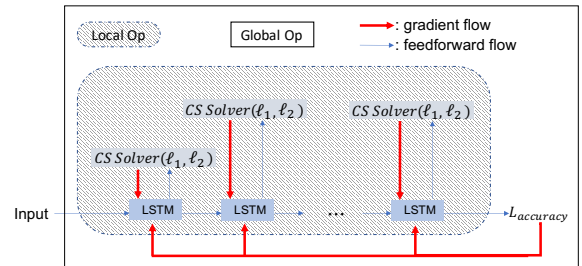 Local Op
Global Op
: gradient flow
: feedforward flow
CS Solver(ℓ₁, ℓ₂)
CS Solver(ℓ₁, ℓ₂)
CS Solver(ℓ₁, ℓ₂)
Input
LSTM
LSTM
...
LSTM
L_accuracy